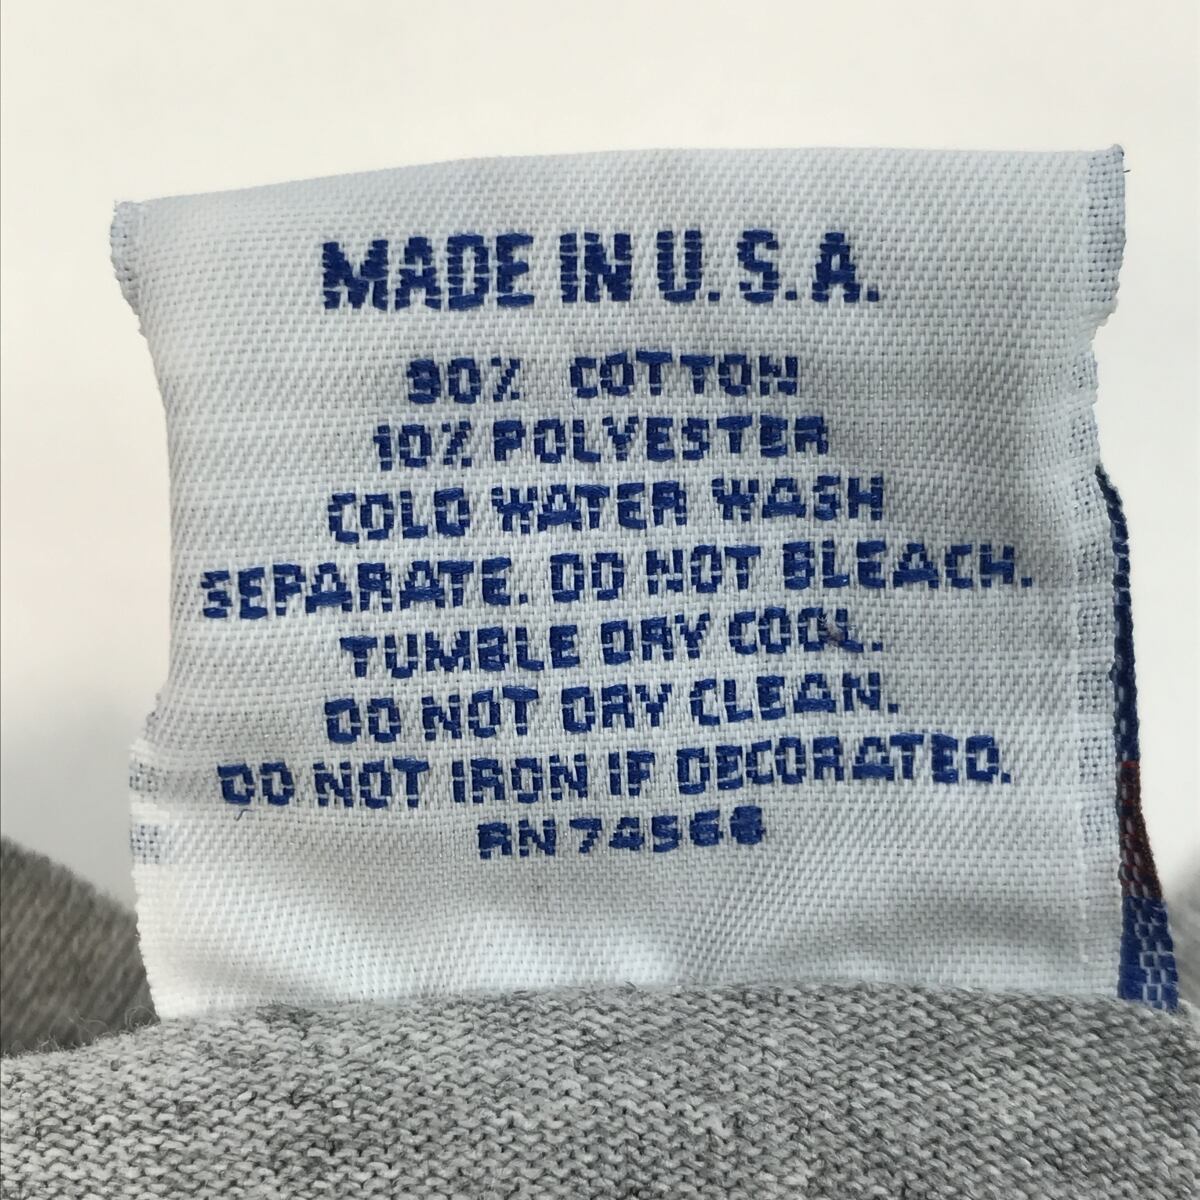 MADE IN U.S.A.
90% COTTON
10% POLYESTER
COLD WATER WASH
SEPARATE. DO NOT BLEACH.
TUMBLE DRY COOL.
DO NOT DRY CLEAN.
DO NOT IRON IF DECORATED.
RN 74566